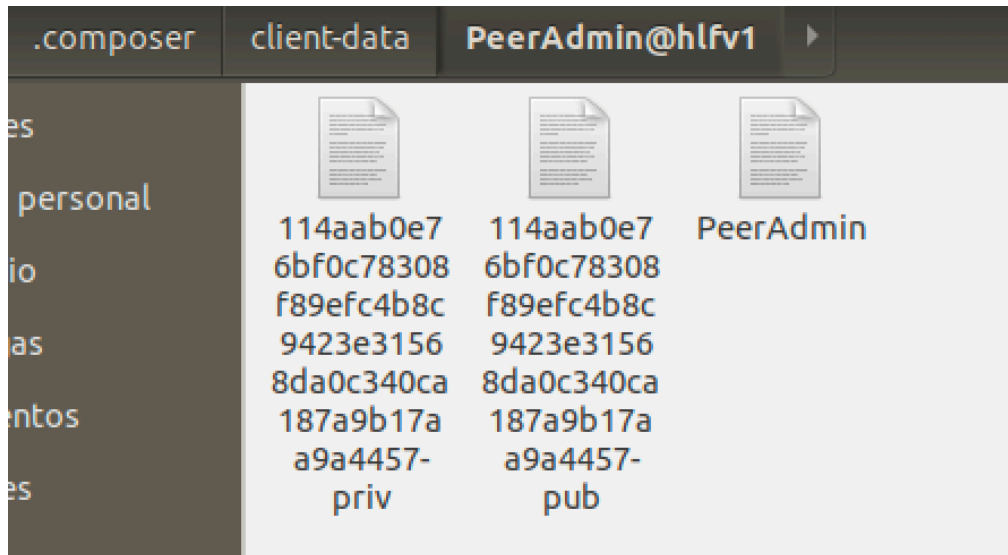 .composer
client-data
PeerAdmin@hlfv1
es
personal
io
as
entos
es
114aab0e7
6bf0c78308
f89efc4b8c
9423e3156
8da0c340ca
187a9b17a
a9a4457-
priv
114aab0e7
6bf0c78308
f89efc4b8c
9423e3156
8da0c340ca
187a9b17a
a9a4457-
pub
PeerAdmin